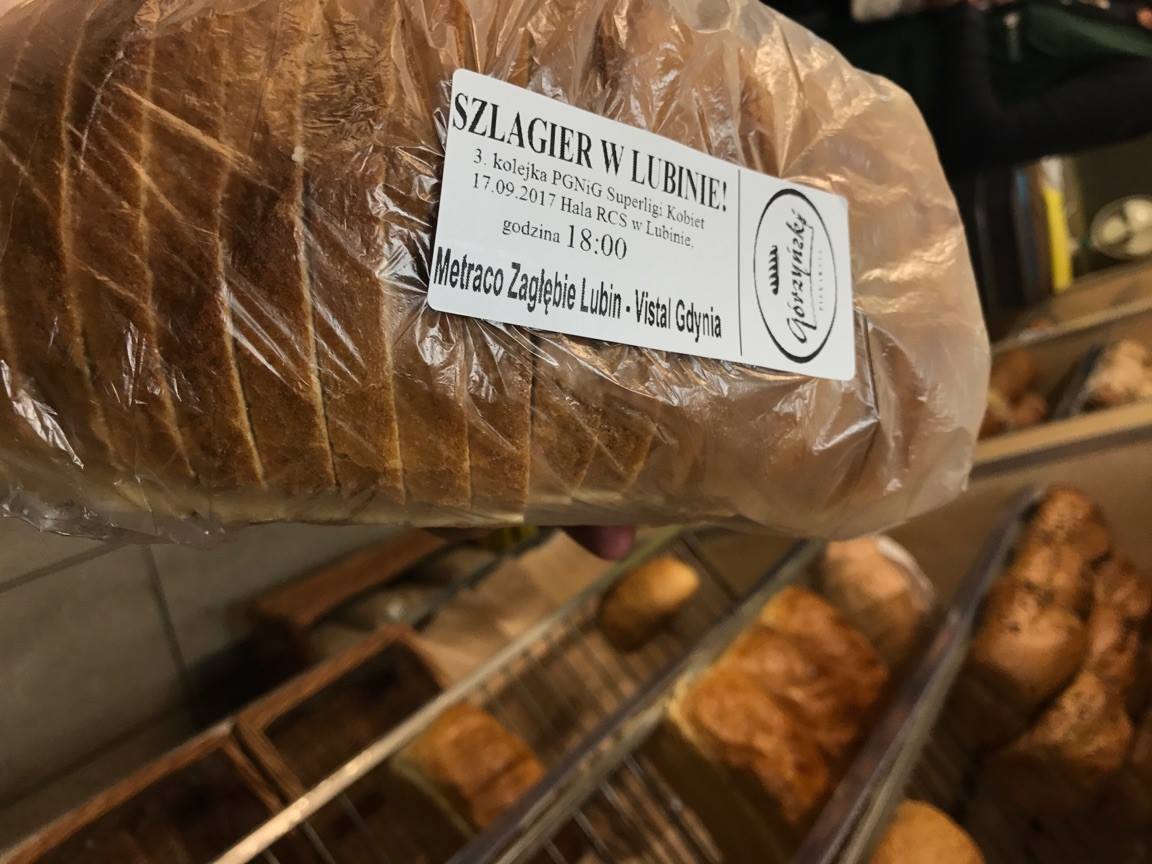 SZLAGIER W LUBINIE!
3. kolejka PGNiG Superligi Kobiet
17.09.2017 Hala RCS w Lubinie.
godzina 18:00
Metraco Zagłębie Lubin - Vistal Gdynia
Górzyński
PIEKARNIA